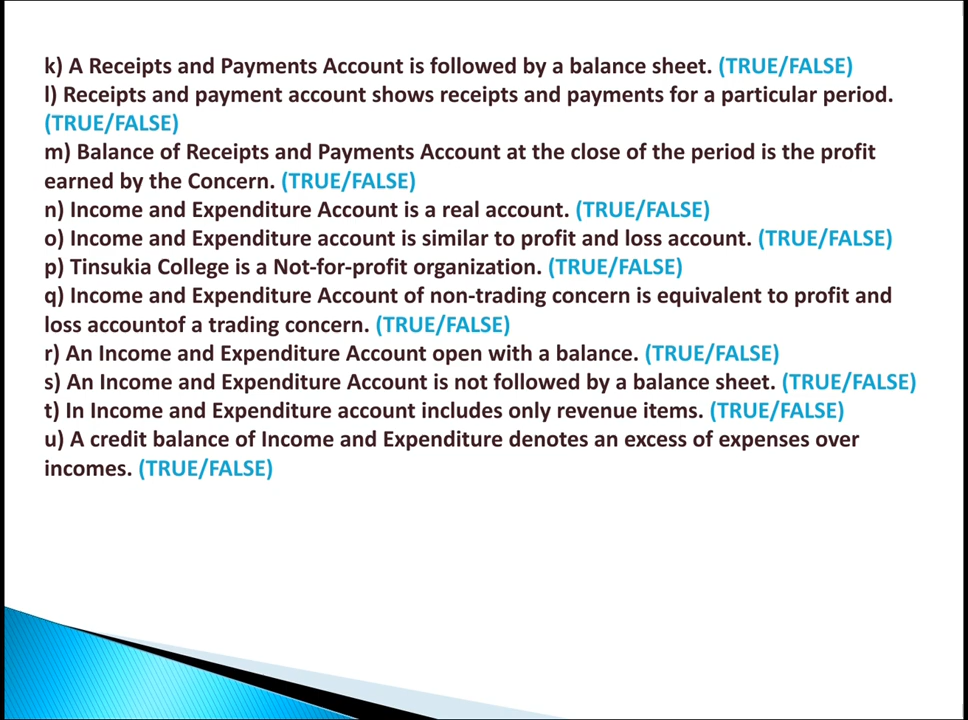 k) A Receipts and Payments Account is followed by a balance sheet. (TRUE/FALSE)
l) Receipts and payment account shows receipts and payments for a particular period.
(TRUE/FALSE)
m) Balance of Receipts and Payments Account at the close of the period is the profit
earned by the Concern. (TRUE/FALSE)
n) Income and Expenditure Account is a real account. (TRUE/FALSE)
o) Income and Expenditure account is similar to profit and loss account. (TRUE/FALSE)
p) Tinsukia College is a Not-for-profit organization. (TRUE/FALSE)
q) Income and Expenditure Account of non-trading concern is equivalent to profit and
loss accountof a trading concern. (TRUE/FALSE)
r) An Income and Expenditure Account open with a balance. (TRUE/FALSE)
s) An Income and Expenditure Account is not followed by a balance sheet. (TRUE/FALSE)
t) In Income and Expenditure account includes only revenue items. (TRUE/FALSE)
u) A credit balance of Income and Expenditure denotes an excess of expenses over
incomes. (TRUE/FALSE)